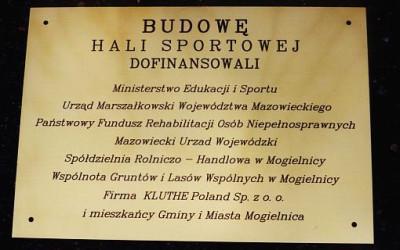 BUDOWĘ
HALI SPORTOWEJ
DOFINANSOWALI
Ministerstwo Edukacji i Sportu
Urząd Marszałkowski Województwa Mazowieckiego
Państwowy Fundusz Rehabilitacji Osób Niepełnosprawnych
Mazowiecki Urzad Wojewódzki
Spółdzielnia Rolniczo – Handlowa w Mogielnicy
Wspólnota Gruntów i Lasów Wspólnych w Mogielnicy
Firma KLUTHE Poland Sp. z o. o.
i mieszkańcy Gminy i Miasta Mogielnica